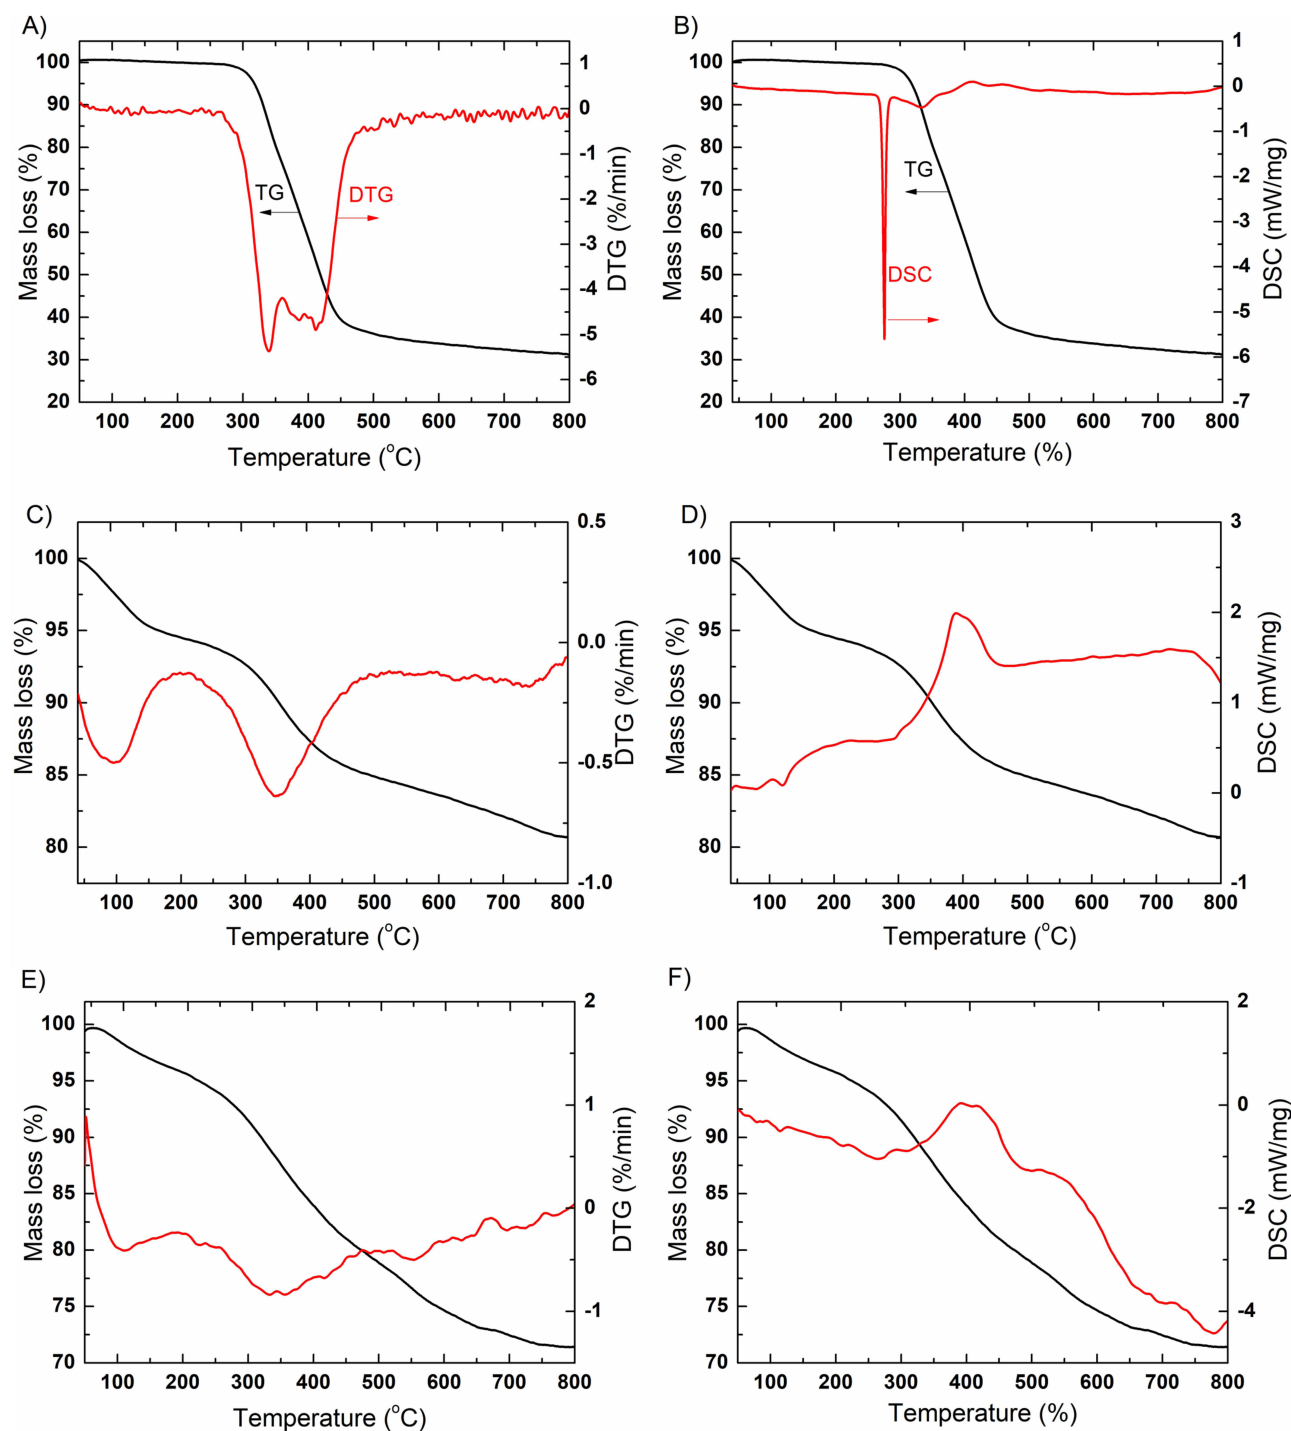 A)
100
90
80
70
60
50
40
30
20
Mass loss (%)
TG
DTG
1
0
-1
-2
-3
-4
-5
-6
DTG (%/min)
100 200 300 400 500 600 700 800
Temperature (°C)
B)
100
90
80
70
60
50
40
30
20
Mass loss (%)
TG
DSC
1
0
-1
-2
-3
-4
-5
-6
-7
DSC (mW/mg)
100 200 300 400 500 600 700 800
Temperature (%)
C)
100
95
90
85
80
Mass loss (%)
0.5
0.0
-0.5
-1.0
DTG (%/min)
100 200 300 400 500 600 700 800
Temperature (°C)
D)
100
95
90
85
80
Mass loss (%)
3
2
1
0
-1
DSC (mW/mg)
100 200 300 400 500 600 700 800
Temperature (°C)
E)
100
95
90
85
80
75
70
Mass loss (%)
2
1
0
-1
DTG (%/min)
100 200 300 400 500 600 700 800
Temperature (°C)
F)
100
95
90
85
80
75
70
Mass loss (%)
2
0
-2
-4
DSC (mW/mg)
100 200 300 400 500 600 700 800
Temperature (%)